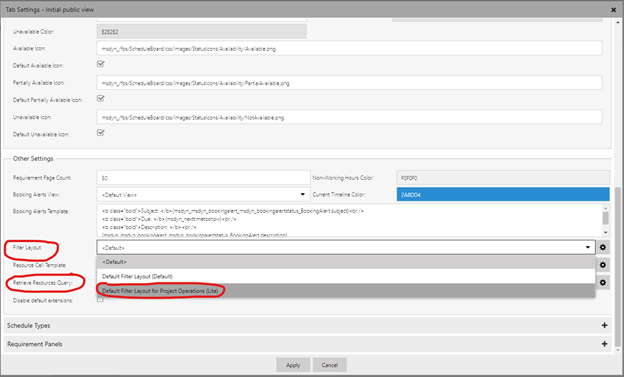 Tab Settings - Initial public view
Unavailable Color: E2E2E2
Available Icon: msdyn_/fps/ScheduleBoard/css/images/StatusIcons/Availability/Available.png
Default Available Icon:
Partially Available Icon: msdyn_/fps/ScheduleBoard/css/images/StatusIcons/Availability/PartialAvailable.png
Default Partially Available Icon:
Unavailable Icon: msdyn_/fps/ScheduleBoard/css/images/StatusIcons/Availability/NotAvailable.png
Default Unavailable Icon:
Other Settings
Requirement Page Count: 50 Non-Working Hours Color: F0F0F0
Booking Alerts View: <Default View> Current Timeline Color: 2A8DD4
Booking Alerts Template: <b class="bold">Subject: </b>{msdyn_msdyn_bookingalert_msdyn_bookingalertstatus_BookingAlert.subject}<br />
<b class="bold">Due: </b>{msdyn_nexttimetoshow}<br />
<b class="bold">Description: </b><br />
{msdyn_msdyn_bookingalert_msdyn_bookingalertstatus_BookingAlert.description}
Filter Layout: <Default>
Resource Cell Template: <Default>
Default Filter Layout (Default)
Retrieve Resources Query: Default Filter Layout for Project Operations (Lite)
Disable default extensions:
Schedule Types
Requirement Panels
Apply Cancel